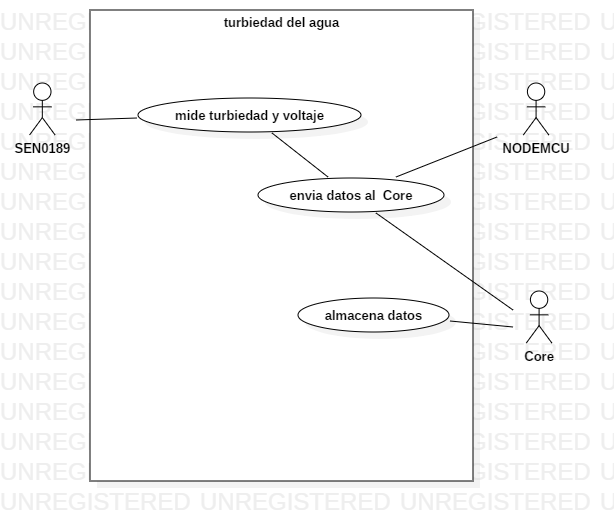 turbiedad del agua
mide turbiedad y voltaje
SEN0189
NODEMCU
envia datos al  Core
almacena datos
Core
UNREGISTERED UNREGISTERED UNREGISTERED U